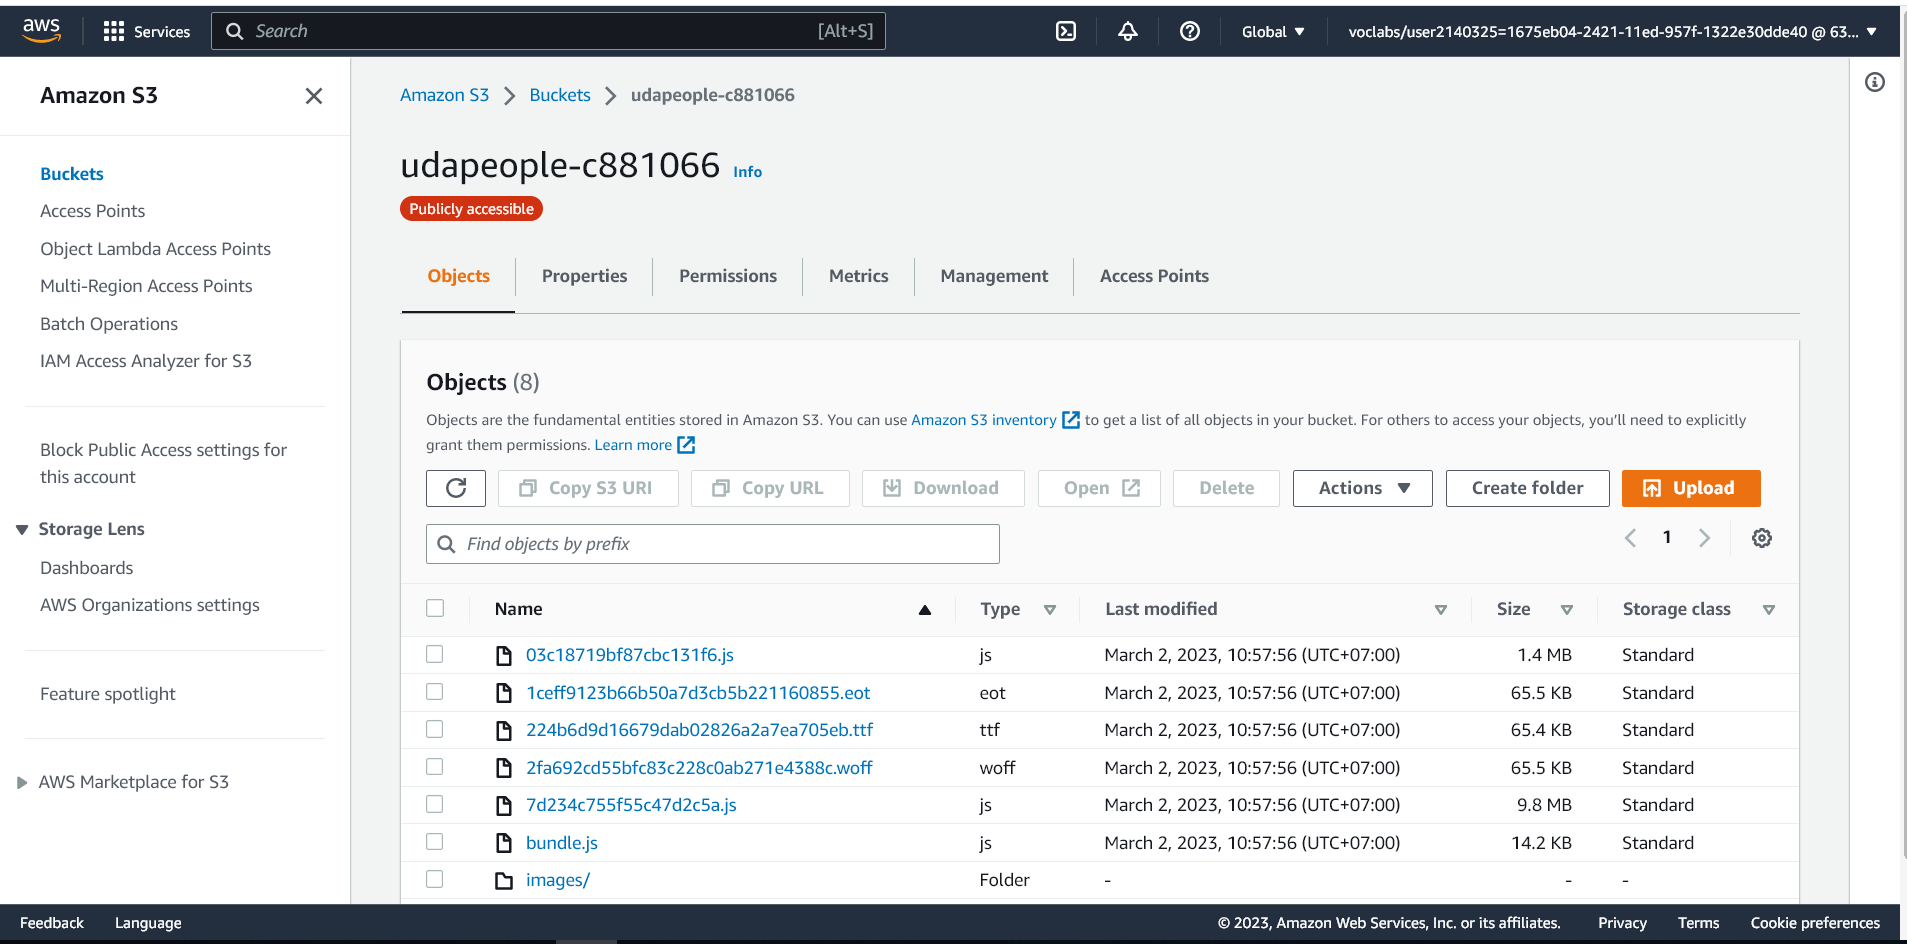 aws
Services
Search [Alt+S]
Global
voclabs/user2140325=1675eb04-2421-11ed-957f-1322e30dde40 @ 63...
Amazon S3
Buckets
Access Points
Object Lambda Access Points
Multi-Region Access Points
Batch Operations
IAM Access Analyzer for S3
Block Public Access settings for
this account
Storage Lens
Dashboards
AWS Organizations settings
Feature spotlight
AWS Marketplace for S3
Amazon S3 > Buckets > udapeople-c881066
udapeople-c881066 Info
Publicly accessible
Objects Properties Permissions Metrics Management Access Points
Objects (8)
Objects are the fundamental entities stored in Amazon S3. You can use Amazon S3 inventory to get a list of all objects in your bucket. For others to access your objects, you'll need to explicitly
grant them permissions. Learn more
Copy S3 URI Copy URL Download Open Delete Actions Create folder Upload
Find objects by prefix
1
Name Type Last modified Size Storage class
03c18719bf87cbc131f6.js js March 2, 2023, 10:57:56 (UTC+07:00) 1.4 MB Standard
1ceff9123b66b50a7d3cb5b221160855.eot eot March 2, 2023, 10:57:56 (UTC+07:00) 65.5 KB Standard
224b6d9d16679dab02826a2a7ea705eb.ttf ttf March 2, 2023, 10:57:56 (UTC+07:00) 65.4 KB Standard
2fa692cd55bfc83c228c0ab271e4388c.woff woff March 2, 2023, 10:57:56 (UTC+07:00) 65.5 KB Standard
7d234c755f55c47d2c5a.js js March 2, 2023, 10:57:56 (UTC+07:00) 9.8 MB Standard
bundle.js js March 2, 2023, 10:57:56 (UTC+07:00) 14.2 KB Standard
images/ Folder - - -
Feedback Language © 2023, Amazon Web Services, Inc. or its affiliates. Privacy Terms Cookie preferences